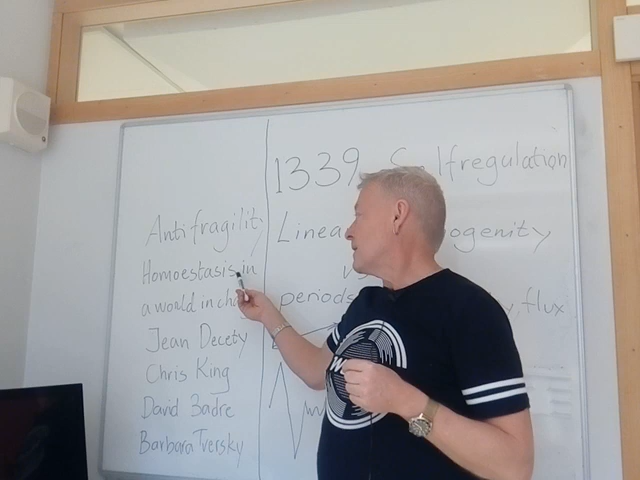 1339 Selfregulation
Antifragility
Linea ogenity
Homoestasis in
vs
a world in cha
periods , flux
Jean Decety
Chris King
David Badre
Barbara Tversky